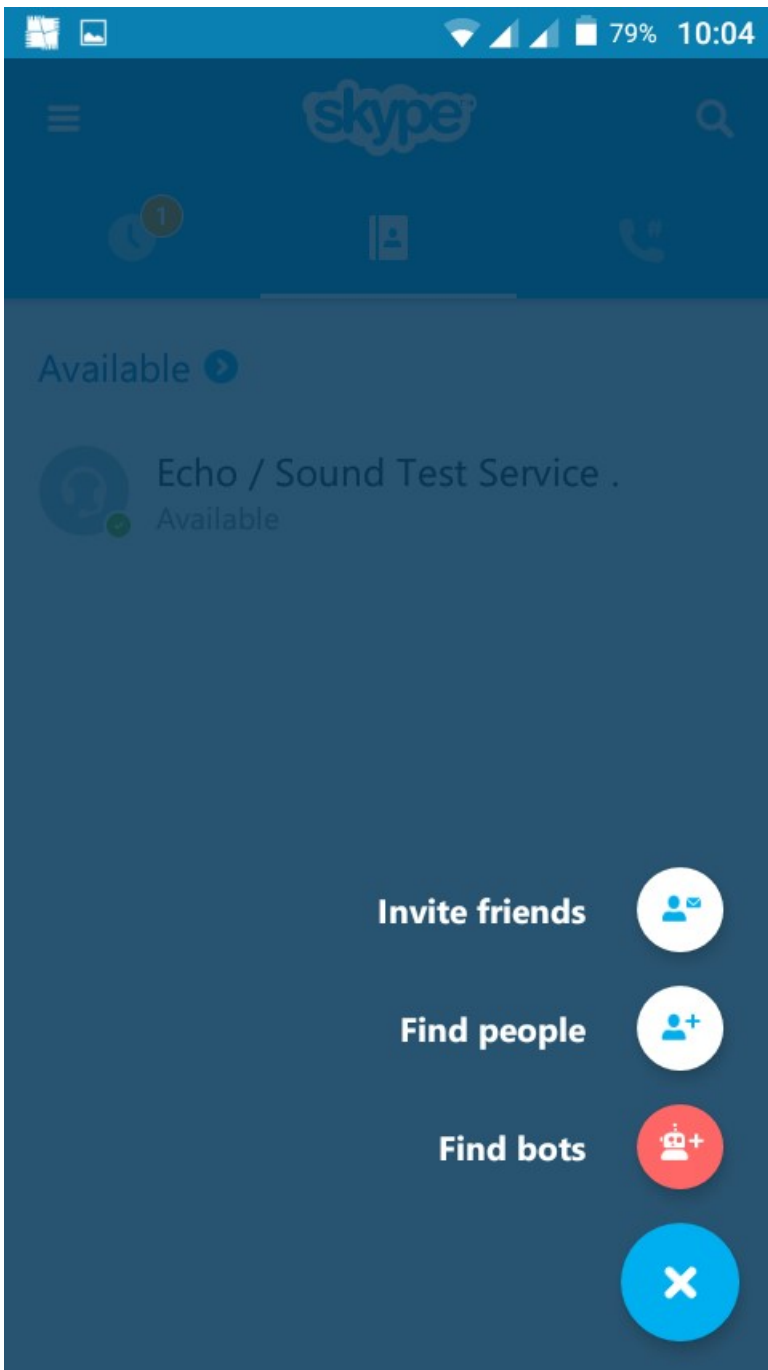 79% 10:04
skype
1
Available
Echo / Sound Test Service .
Available
Invite friends
Find people
Find bots